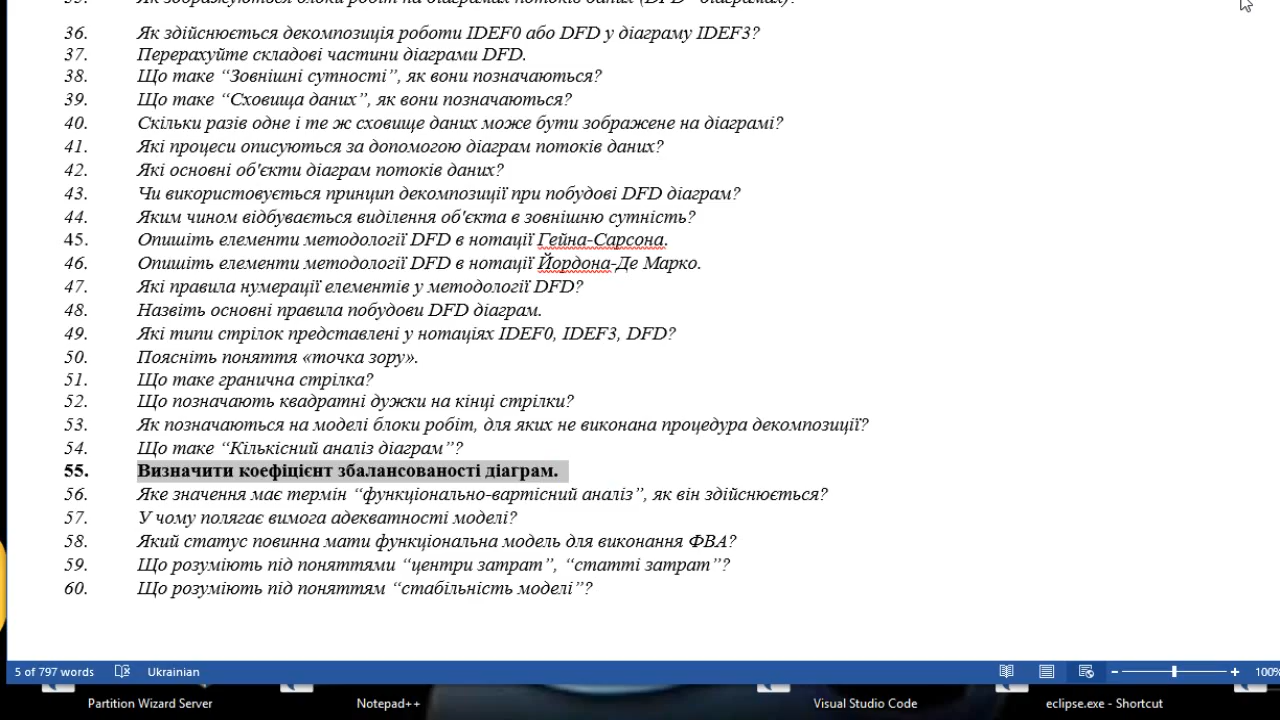 35. Як зображуються блоки робіт на діаграмах потоків даних (DFD - діаграмах)?
36. Як здійснюється декомпозиція роботи IDEF0 або DFD у діаграму IDEF3?
37. Перерахуйте складові частини діаграми DFD.
38. Що таке “Зовнішні сутності”, як вони позначаються?
39. Що таке “Сховища даних”, як вони позначаються?
40. Скільки разів одне і те ж сховище даних може бути зображене на діаграмі?
41. Які процеси описуються за допомогою діаграм потоків даних?
42. Які основні об'єкти діаграм потоків даних?
43. Чи використовується принцип декомпозиції при побудові DFD діаграм?
44. Яким чином відбувається виділення об'єкта в зовнішню сутність?
45. Опишіть елементи методології DFD в нотації Гейна-Сарсона.
46. Опишіть елементи методології DFD в нотації Йордона-Де Марко.
47. Які правила нумерації елементів у методології DFD?
48. Назвіть основні правила побудови DFD діаграм.
49. Які типи стрілок представлені у нотаціях IDEF0, IDEF3, DFD?
50. Поясніть поняття «точка зору».
51. Що таке гранична стрілка?
52. Що позначають квадратні дужки на кінці стрілки?
53. Як позначаються на моделі блоки робіт, для яких не виконана процедура декомпозиції?
54. Що таке “Кількісний аналіз діаграм”?
55. Визначити коефіцієнт збалансованості діаграм.
56. Яке значення має термін “функціонально-вартісний аналіз”, як він здійснюється?
57. У чому полягає вимога адекватності моделі?
58. Який статус повинна мати функціональна модель для виконання ФВА?
59. Що розуміють під поняттями “центри затрат”, “статті затрат”?
60. Що розуміють під поняттям “стабільність моделі”?
5 of 797 words Ukrainian 100%
Partition Wizard Server Notepad++ Visual Studio Code eclipse.exe - Shortcut